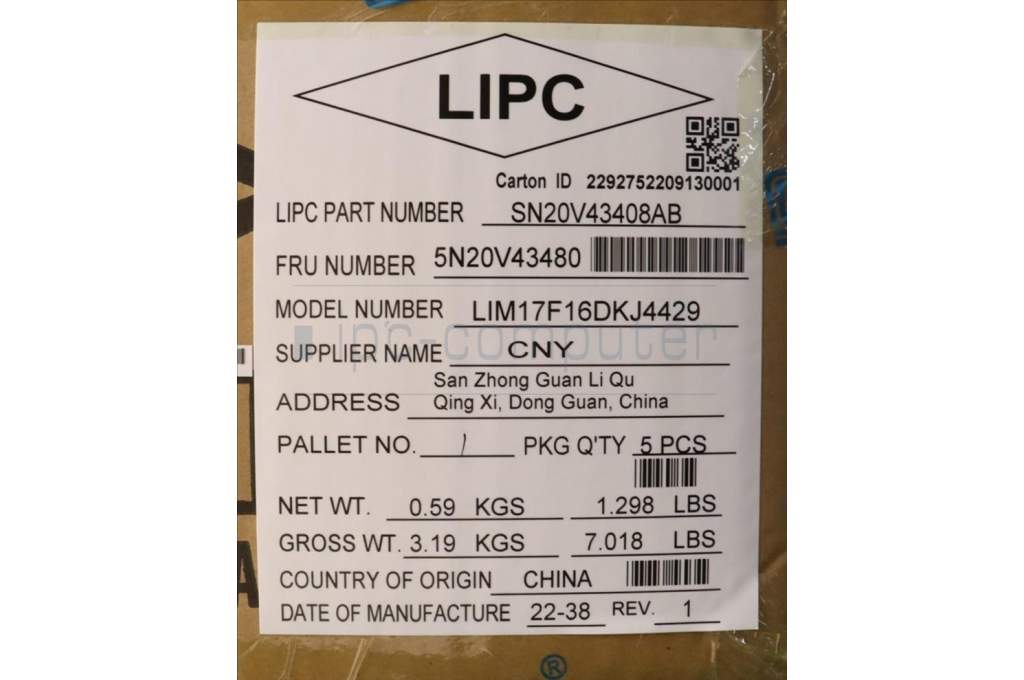 LIPC
Carton ID 2292752209130001
LIPC PART NUMBER SN20V43408AB
FRU NUMBER 5N20V43480
MODEL NUMBER LIM17F16DKJ4429
ipc-computer
SUPPLIER NAME CNY
San Zhong Guan Li Qu
ADDRESS Qing Xi, Dong Guan, China
PALLET NO. 1 PKG Q'TY 5 PCS
NET WT. 0.59 KGS 1.298 LBS
GROSS WT. 3.19 KGS 7.018 LBS
COUNTRY OF ORIGIN CHINA
DATE OF MANUFACTURE 22-38 REV. 1
®